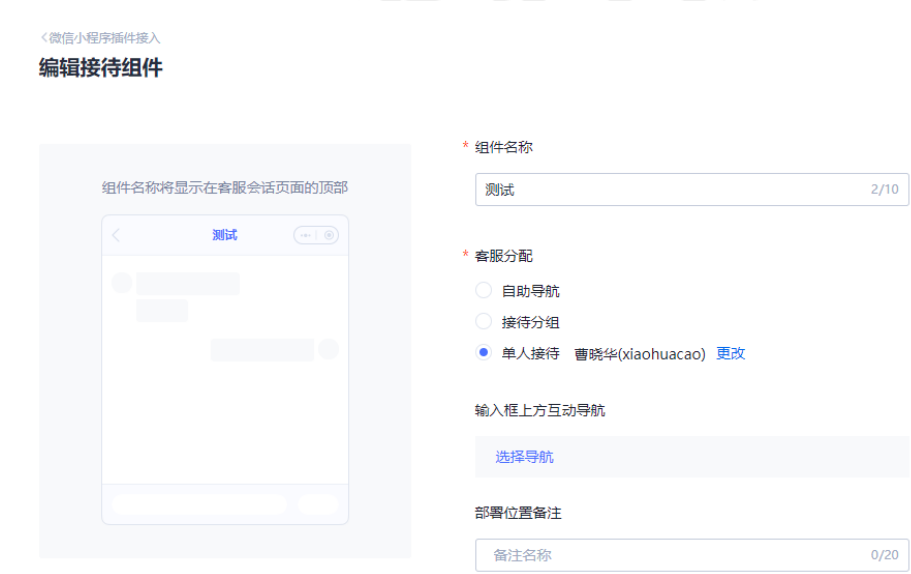 微信小程序插件接入
编辑接待组件
组件名称将显示在客服会话页面的顶部
测试
* 组件名称
测试 2/10
* 客服分配
自助导航
接待分组
单人接待 曹晓华(xiaohuacao) 更改
输入框上方互动导航
选择导航
部署位置备注
备注名称 0/20